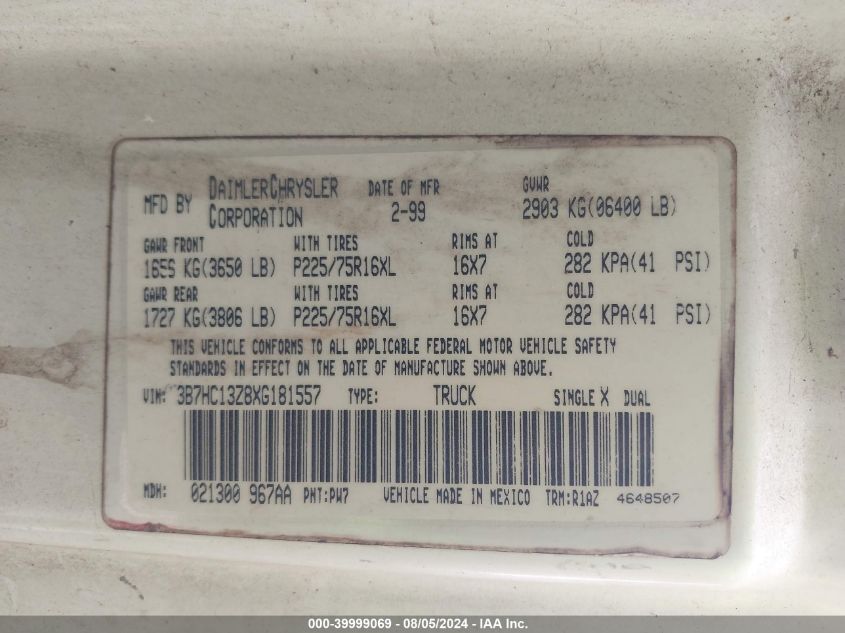 MFD BY DAIMLERCHRYSLER CORPORATION DATE OF MFR 2-99 GVWR 2903 KG(06400 LB)
GAWR FRONT WITH TIRES RIMS AT COLD
1655 KG(3650 LB) P225/75R16XL 16X7 282 KPA(41 PSI)
GAWR REAR WITH TIRES RIMS AT COLD
1727 KG(3806 LB) P225/75R16XL 16X7 282 KPA(41 PSI)
THIS VEHICLE CONFORMS TO ALL APPLICABLE FEDERAL MOTOR VEHICLE SAFETY
STANDARDS IN EFFECT ON THE DATE OF MANUFACTURE SHOWN ABOVE.
VIN: 3B7HC13Z8XG181557 TYPE: TRUCK SINGLE X DUAL
MDH: 021300 967AA PNT:PW7 VEHICLE MADE IN MEXICO TRM:R1AZ 4648507
000-39999069 - 08/05/2024 - IAA Inc.